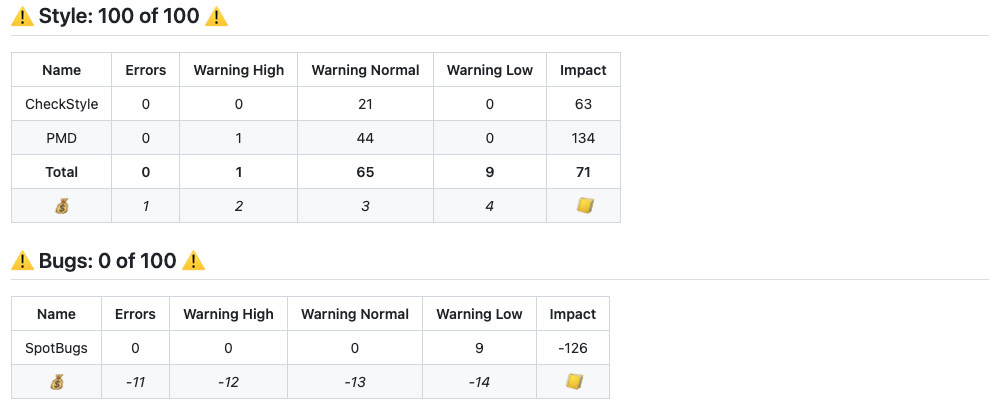 ⚠️ Style: 100 of 100 ⚠️
Name Errors Warning High Warning Normal Warning Low Impact
CheckStyle 0 0 21 0 63
PMD 0 1 44 0 134
Total 0 1 65 9 71
💰 1 2 3 4 📒
⚠️ Bugs: 0 of 100 ⚠️
Name Errors Warning High Warning Normal Warning Low Impact
SpotBugs 0 0 0 9 -126
💰 -11 -12 -13 -14 📒